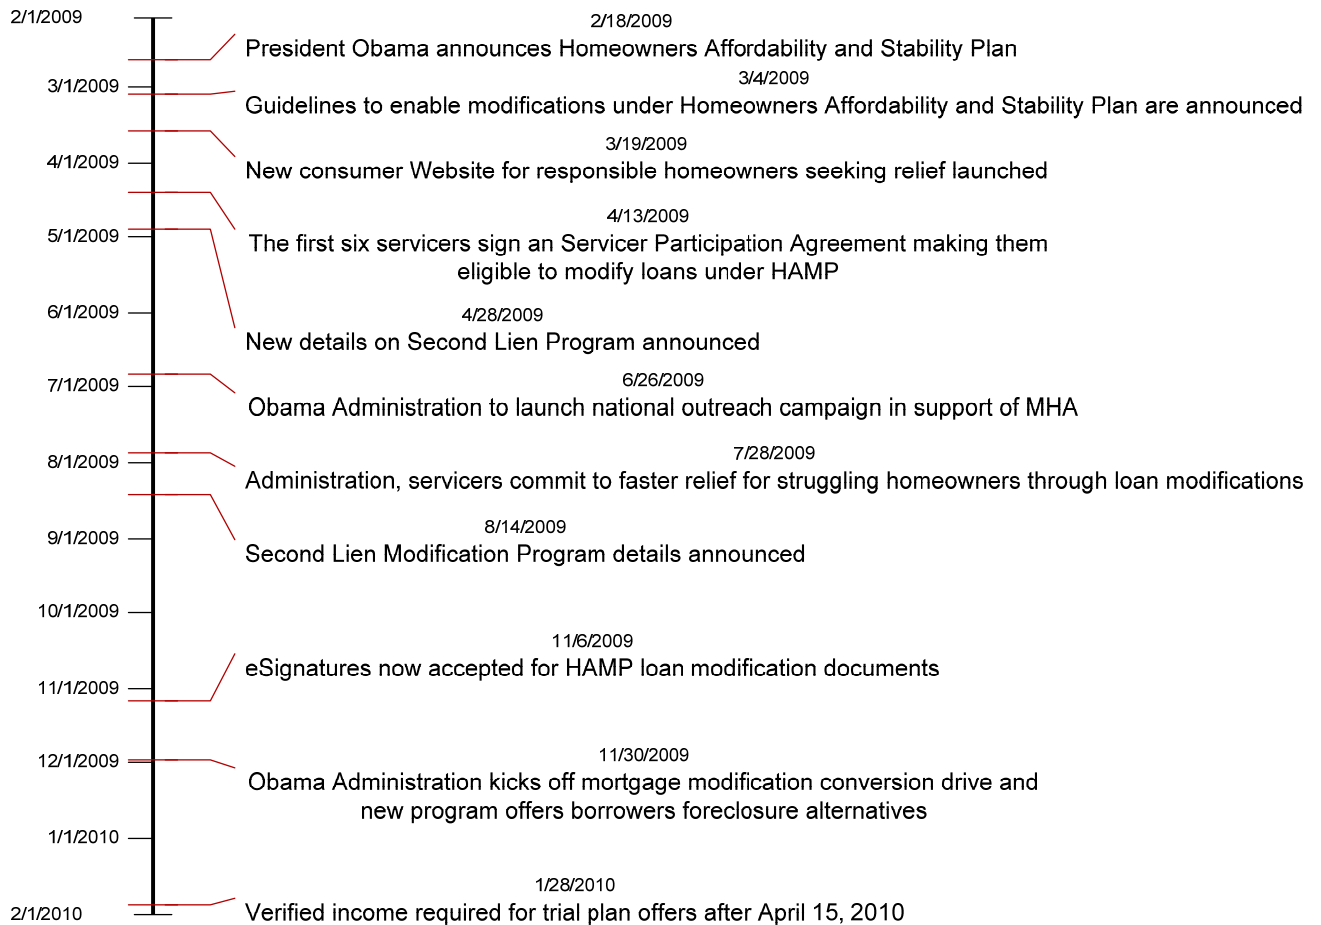 2/1/2009
2/18/2009
President Obama announces Homeowners Affordability and Stability Plan
3/1/2009
3/4/2009
Guidelines to enable modifications under Homeowners Affordability and Stability Plan are announced
3/19/2009
4/1/2009
New consumer Website for responsible homeowners seeking relief launched
4/13/2009
5/1/2009
The first six servicers sign an Servicer Participation Agreement making them
eligible to modify loans under HAMP
6/1/2009
4/28/2009
New details on Second Lien Program announced
7/1/2009
6/26/2009
Obama Administration to launch national outreach campaign in support of MHA
8/1/2009
7/28/2009
Administration, servicers commit to faster relief for struggling homeowners through loan modifications
9/1/2009
8/14/2009
Second Lien Modification Program details announced
10/1/2009
11/6/2009
eSignatures now accepted for HAMP loan modification documents
11/1/2009
12/1/2009
11/30/2009
Obama Administration kicks off mortgage modification conversion drive and
new program offers borrowers foreclosure alternatives
1/1/2010
1/28/2010
2/1/2010
Verified income required for trial plan offers after April 15, 2010